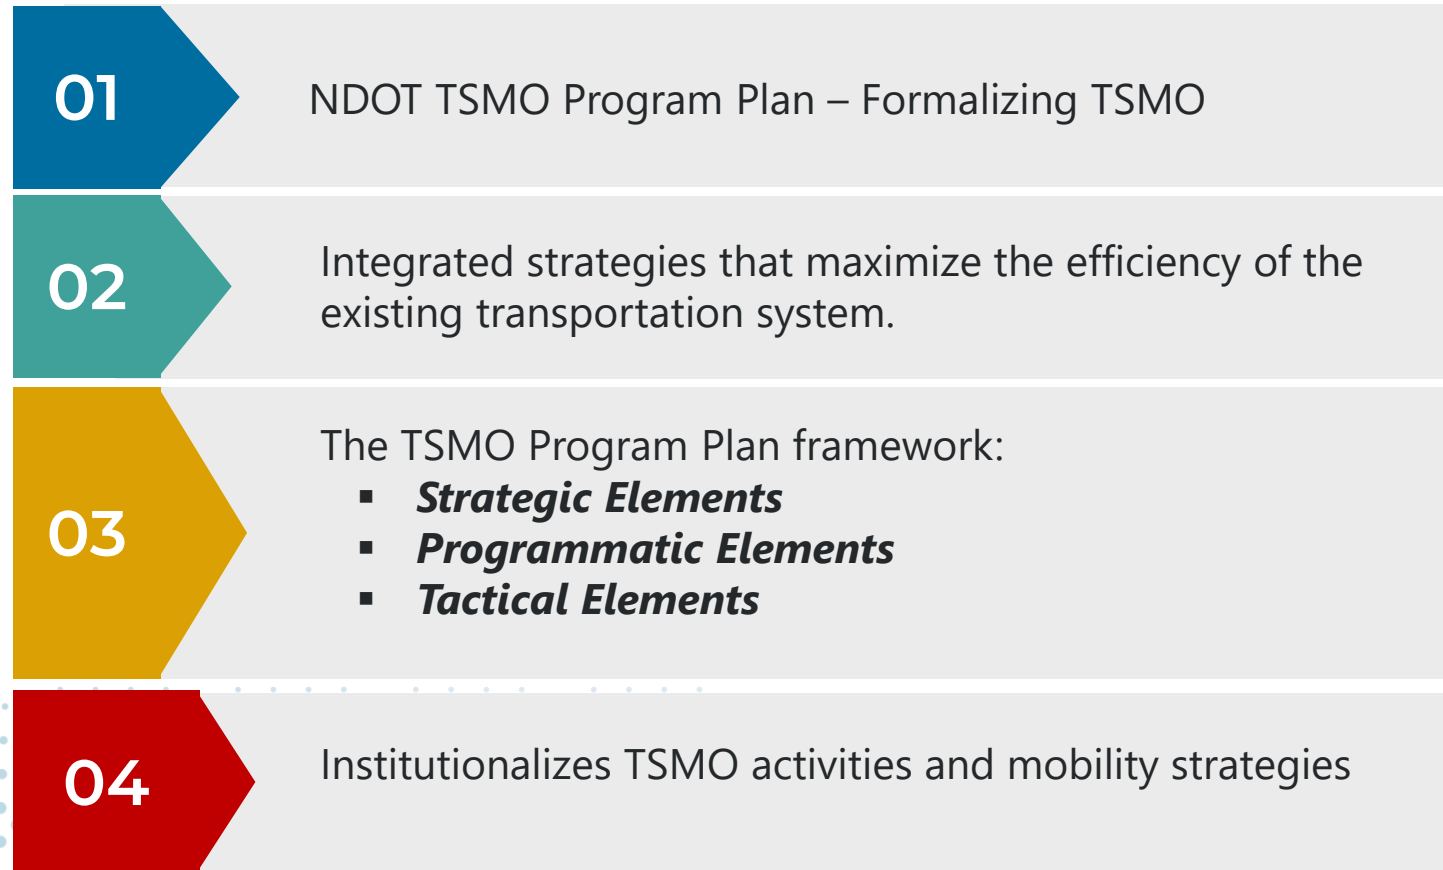 01
NDOT TSMO Program Plan – Formalizing TSMO
02
Integrated strategies that maximize the efficiency of the
existing transportation system.
03
The TSMO Program Plan framework:
▪ Strategic Elements
▪ Programmatic Elements
▪ Tactical Elements
04
Institutionalizes TSMO activities and mobility strategies